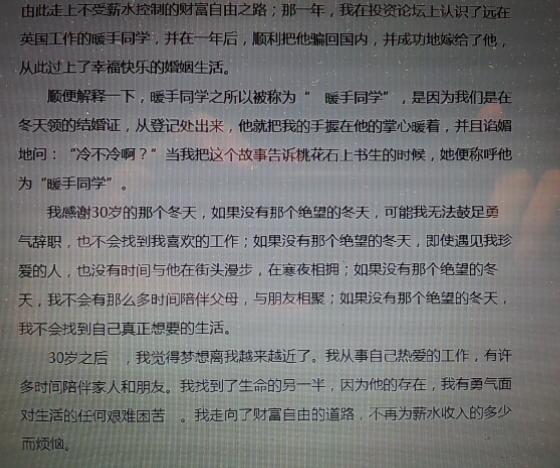 由此走上不受薪水控制的财富自由之路；那一年，我在投资论坛上认识了远在
英国工作的暖手同学，并在一年后，顺利把他骗回国内，并成功地嫁给了他，
从此过上了幸福快乐的婚姻生活。
顺便解释一下，暖手同学之所以被称为“ 暖手同学”，是因为我们是在
冬天领的结婚证，从登记处出来，他就把我的手握在他的掌心暖着，并且谄媚
地问：“冷不冷啊？”当我把这个故事告诉桃花石上书生的时候，她便称呼他
为“暖手同学”。
我感谢30岁的那个冬天，如果没有那个绝望的冬天，可能我无法鼓足勇
气辞职，也不会找到我喜欢的工作；如果没有那个绝望的冬天，即使遇见我珍
爱的人，也没有时间与他在街头漫步，在寒夜相拥；如果没有那个绝望的冬
天，我不会有那么多时间陪伴父母，与朋友相聚；如果没有那个绝望的冬天，
我不会找到自己真正想要的生活。
30岁之后 ，我觉得梦想离我越来越近了。我从事自己热爱的工作，有许
多时间陪伴家人和朋友。我找到了生命的另一半，因为他的存在，我有勇气面
对生活的任何艰难困苦 。我走向了财富自由的道路，不再为薪水收入的多少
而烦恼。